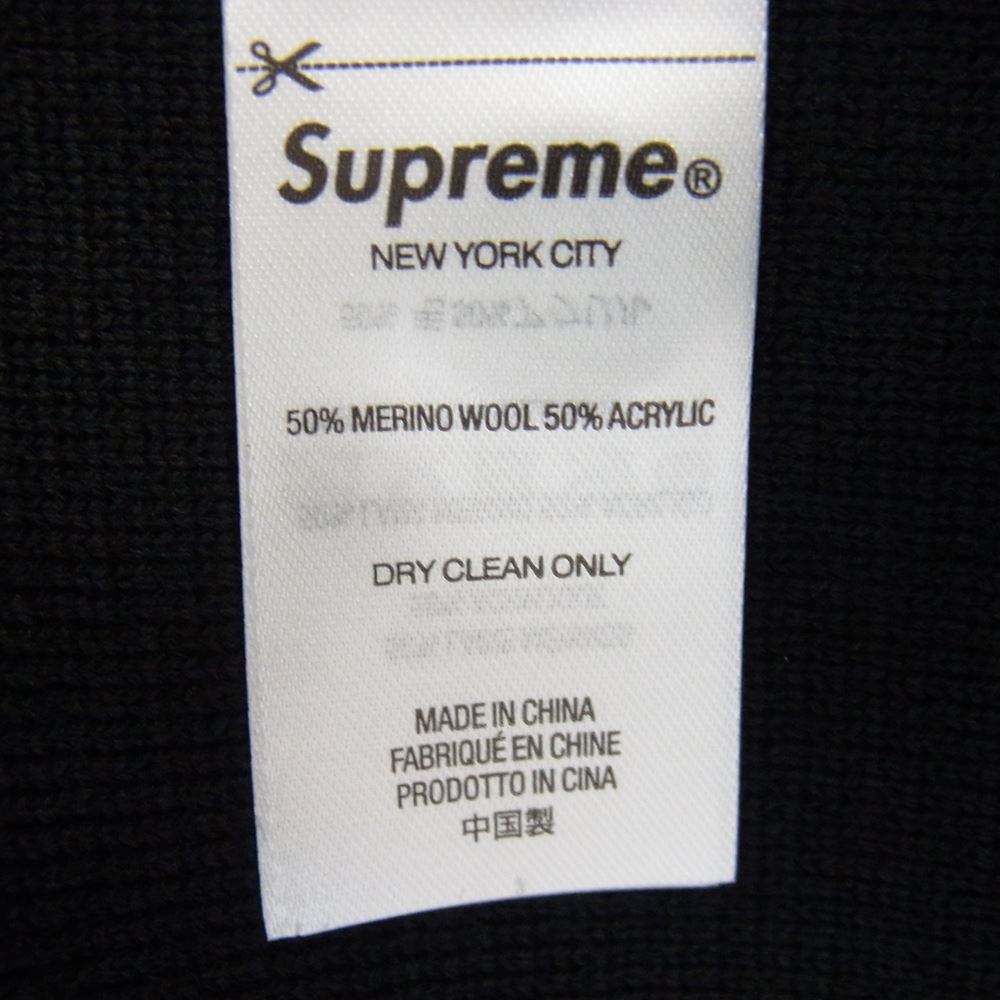 Supreme®
NEW YORK CITY
50% MERINO WOOL 50% ACRYLIC
DRY CLEAN ONLY
MADE IN CHINA
FABRIQUÉ EN CHINE
PRODOTTO IN CINA
中国製